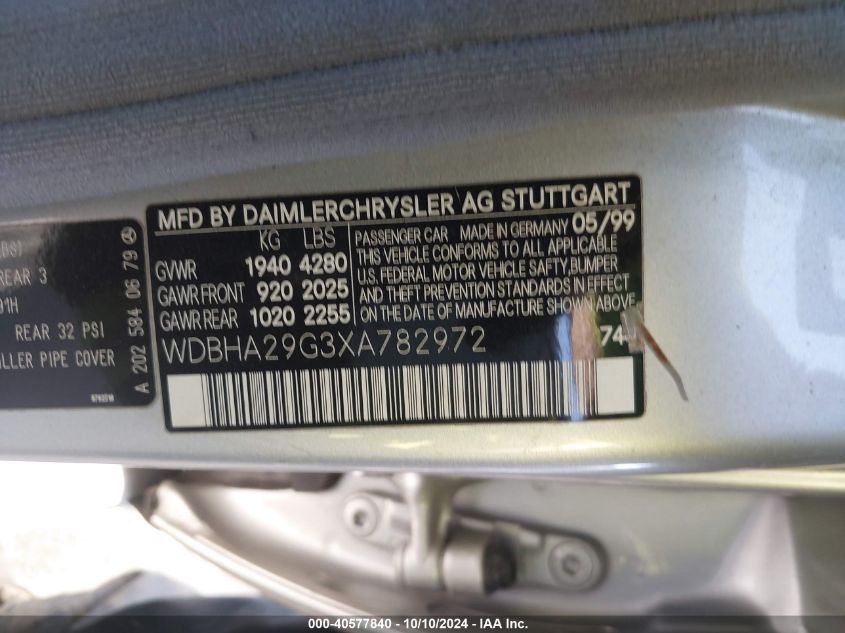 MFD BY DAIMLERCHRYSLER AG STUTTGART
KG LBS
GVWR 1940 4280
GAWR FRONT 920 2025
GAWR REAR 1020 2255
PASSENGER CAR MADE IN GERMANY 05/99
THIS VEHICLE CONFORMS TO ALL APPLICABLE
U.S. FEDERAL MOTOR VEHICLE SAFTY, BUMPER
AND THEFT PREVENTION STANDARDS IN EFFECT
ON THE DATE OF MANUFACTURE SHOWN ABOVE
WDBHA29G3XA782972
REAR 3
REAR 32 PSI
PIPE COVER
A 202 584 06 79
000-40577840 - 10/10/2024 - IAA Inc.